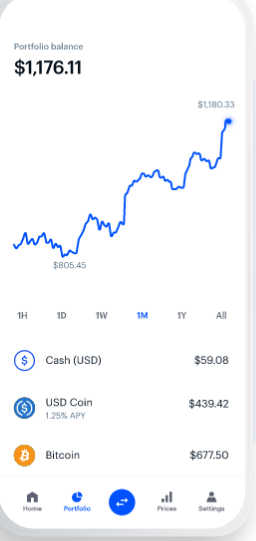 Portfolio balance
$1,176.11
$1,180.33
$805.45
1H 1D 1W 1M 1Y All
Cash (USD) $59.08
USD Coin $439.42
1.25% APY
Bitcoin $677.50
Home Portfolio Prices Settings